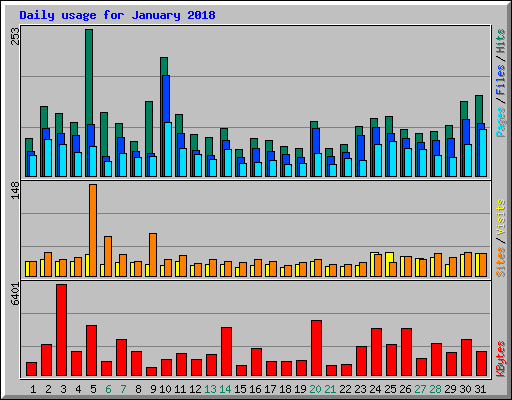 Daily usage for January 2018
253
Pages / Files / Hits
148
Sites / Visits
6401
KBytes
1 2 3 4 5 6 7 8 9 10 11 12 13 14 15 16 17 18 19 20 21 22 23 24 25 26 27 28 29 30 31